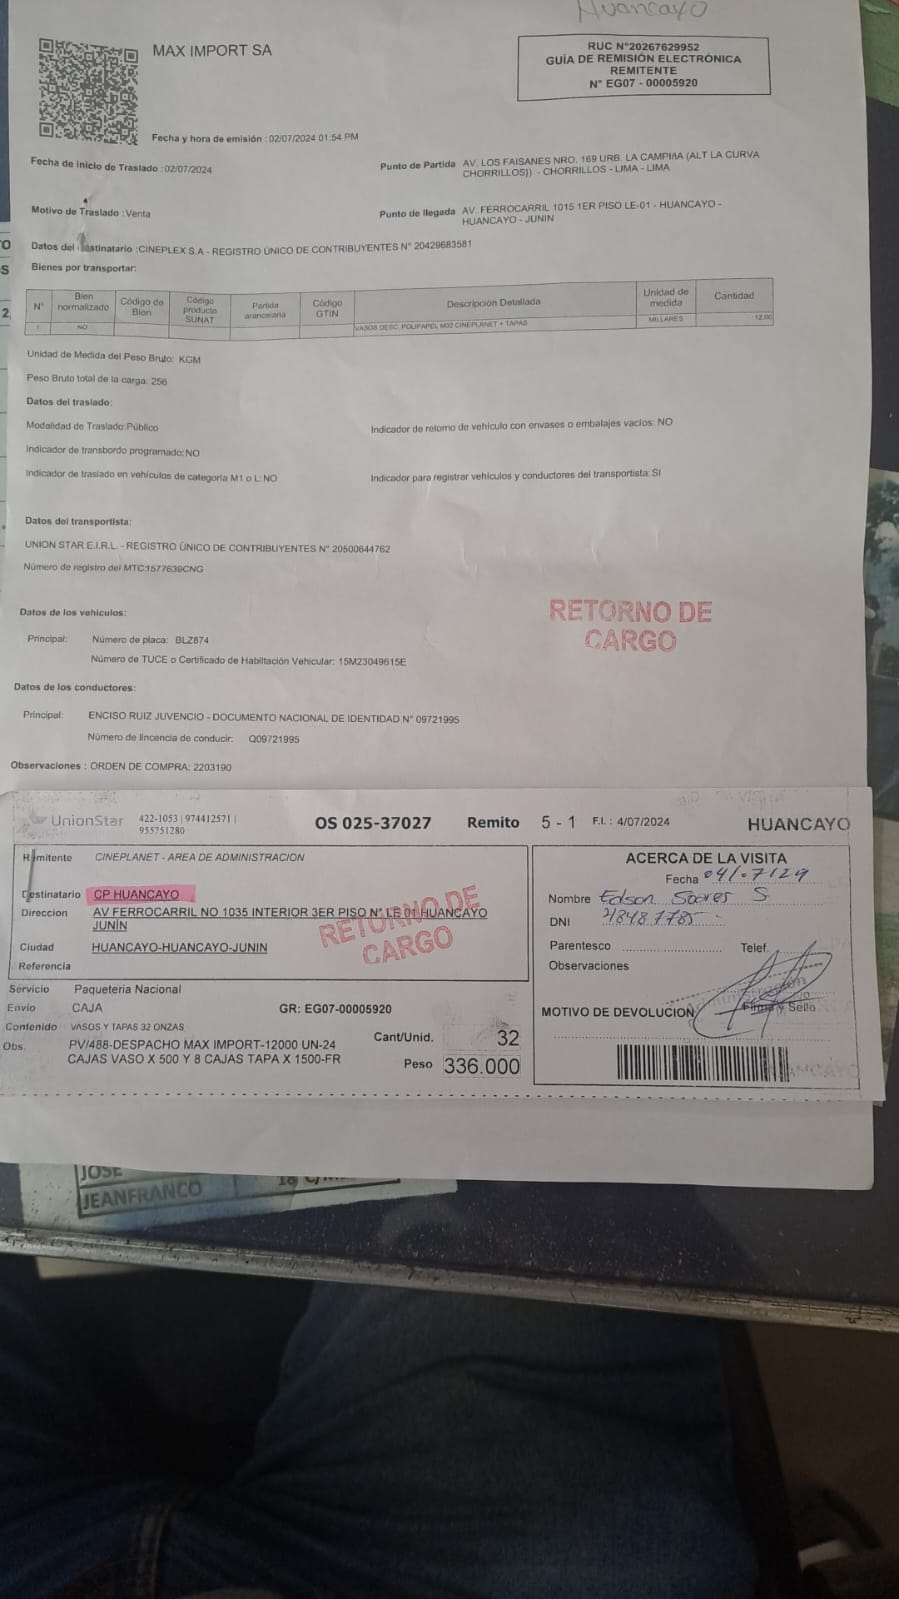 Huancayo
MAX IMPORT SA
RUC N°20267629952
GUÍA DE REMISIÓN ELECTRÓNICA
REMITENTE
N° EG07 - 00005920
Fecha y hora de emisión : 02/07/2024 01:54 PM
Fecha de inicio de Traslado : 02/07/2024
Punto de Partida AV. LOS FAISANES NRO. 169 URB. LA CAMPIÑA (ALT LA CURVA
CHORRILLOS)) - CHORRILLOS - LIMA - LIMA
Motivo de Traslado : Venta
Punto de llegada AV. FERROCARRIL 1015 1ER PISO LE-01 - HUANCAYO -
HUANCAYO - JUNIN
Datos del stinatario : CINEPLEX S.A - REGISTRO ÚNICO DE CONTRIBUYENTES N° 20429683581
Bienes por transportar:
N° Bien normalizado Código de Bien Código producto SUNAT Partida arancelaria Código GTIN Descripción Detallada Unidad de medida Cantidad
1 NO VASOS DESC. POLIPAPEL M32 CINEPLANET + TAPAS MILLARES 12.00
Unidad de Medida del Peso Bruto: KGM
Peso Bruto total de la carga: 256
Datos del traslado:
Modalidad de Traslado:Público
Indicador de retorno de vehículo con envases o embalajes vacíos: NO
Indicador de transbordo programado:NO
Indicador de traslado en vehículos de categoría M1 o L: NO
Indicador para registrar vehículos y conductores del transportista: SI
Datos del transportista:
UNION STAR E.I.R.L. - REGISTRO ÚNICO DE CONTRIBUYENTES N° 20500644762
Número de registro del MTC:1577639CNG
Datos de los vehículos:
Principal: Número de placa: BLZ874
Número de TUCE o Certificado de Habilitación Vehicular: 15M23049615E
RETORNO DE
CARGO
Datos de los conductores:
Principal: ENCISO RUIZ JUVENCIO - DOCUMENTO NACIONAL DE IDENTIDAD N° 09721995
Número de lincencia de conducir: Q09721995
Observaciones : ORDEN DE COMPRA: 2203190
UnionStar 422-1053 | 974412571 |
955751280
OS 025-37027 Remito 5 - 1 F.I. : 4/07/2024 HUANCAYO
Remitente CINEPLANET - AREA DE ADMINISTRACION
Destinatario CP HUANCAYO
Direccion AV FERROCARRIL NO 1035 INTERIOR 3ER PISO N° LE 01 HUANCAYO
JUNÍN
Ciudad HUANCAYO-HUANCAYO-JUNIN
Referencia
RETORNO DE
CARGO
ACERCA DE LA VISITA
Fecha
Nombre Edson S
DNI 48481785
Parentesco Telef.
Observaciones
Firma y Sello
MOTIVO DE DEVOLUCION
Servicio Paqueteria Nacional
Envio CAJA GR: EG07-00005920
Contenido VASOS Y TAPAS 32 ONZAS
Obs. PV/488-DESPACHO MAX IMPORT-12000 UN-24
CAJAS VASO X 500 Y 8 CAJAS TAPA X 1500-FR
Cant/Unid. 32
Peso 336.000
JOSE
JEANFRANCO